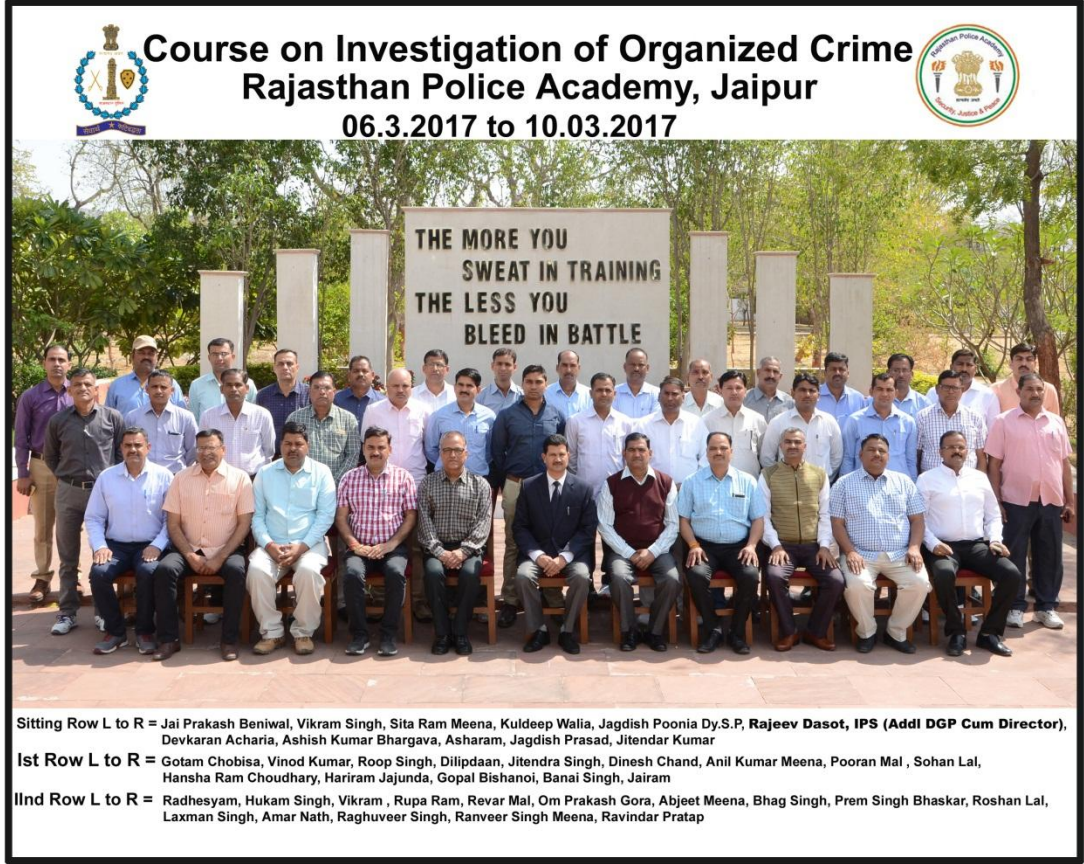 Course on Investigation of Organized Crime
Rajasthan Police Academy, Jaipur
06.3.2017 to 10.03.2017
Rajasthan Police Academy
Security, Justice & Peace
THE MORE YOU
SWEAT IN TRAINING
THE LESS YOU
BLEED IN BATTLE
Sitting Row L to R = Jai Prakash Beniwal, Vikram Singh, Sita Ram Meena, Kuldeep Walia, Jagdish Poonia Dy.S.P, Rajeev Dasot, IPS (Addl DGP Cum Director),
Devkaran Acharia, Ashish Kumar Bhargava, Asharam, Jagdish Prasad, Jitendar Kumar
Ist Row L to R = Gotam Chobisa, Vinod Kumar, Roop Singh, Dilipdaan, Jitendra Singh, Dinesh Chand, Anil Kumar Meena, Pooran Mal , Sohan Lal,
Hansha Ram Choudhary, Hariram Jajunda, Gopal Bishanoi, Banai Singh, Jairam
IInd Row L to R = Radhesyam, Hukam Singh, Vikram , Rupa Ram, Revar Mal, Om Prakash Gora, Abjeet Meena, Bhag Singh, Prem Singh Bhaskar, Roshan Lal,
Laxman Singh, Amar Nath, Raghuveer Singh, Ranveer Singh Meena, Ravindar Pratap